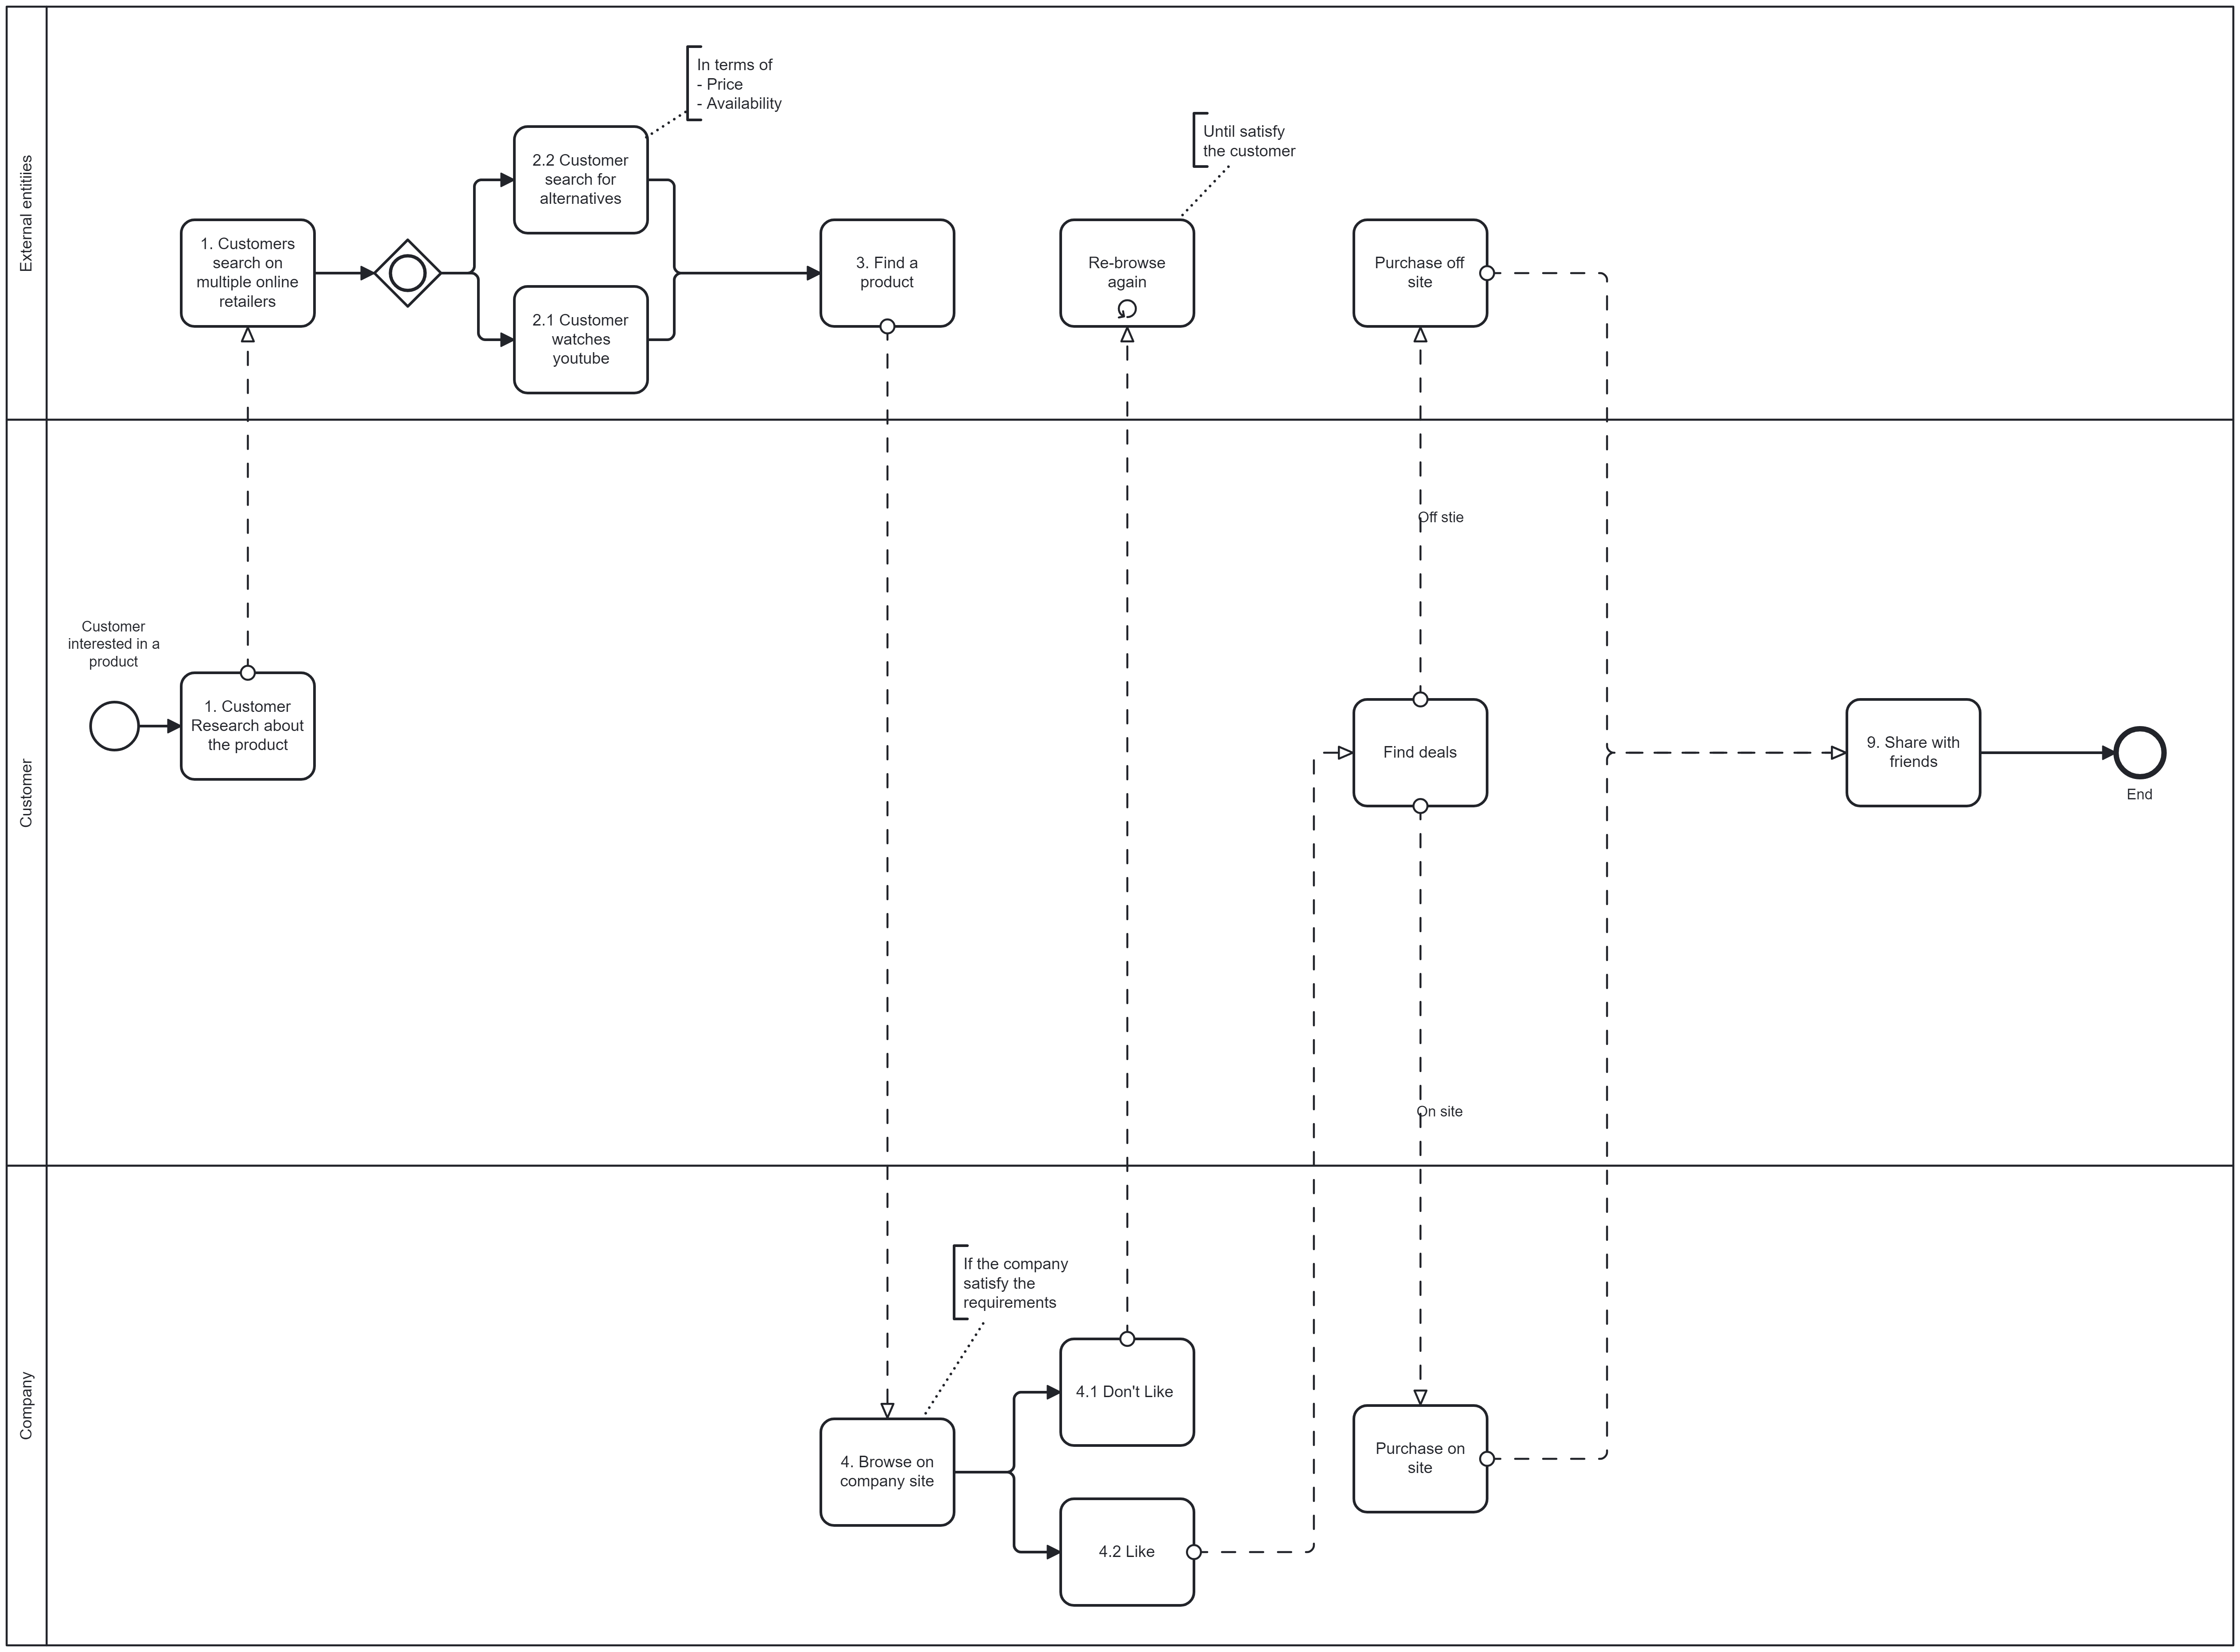 External entitiies
In terms of
- Price
- Availability
Until satisfy
the customer
2.2 Customer
search for
alternatives
1. Customers
search on
multiple online
retailers
2.1 Customer
watches
youtube
3. Find a
product
Re-browse
again
Purchase off
site
Customer
Off stie
Customer
interested in a
product
1. Customer
Research about
the product
Find deals
9. Share with
friends
End
On site
Company
If the company
satisfy the
requirements
4.1 Don't Like
4. Browse on
company site
4.2 Like
Purchase on
site